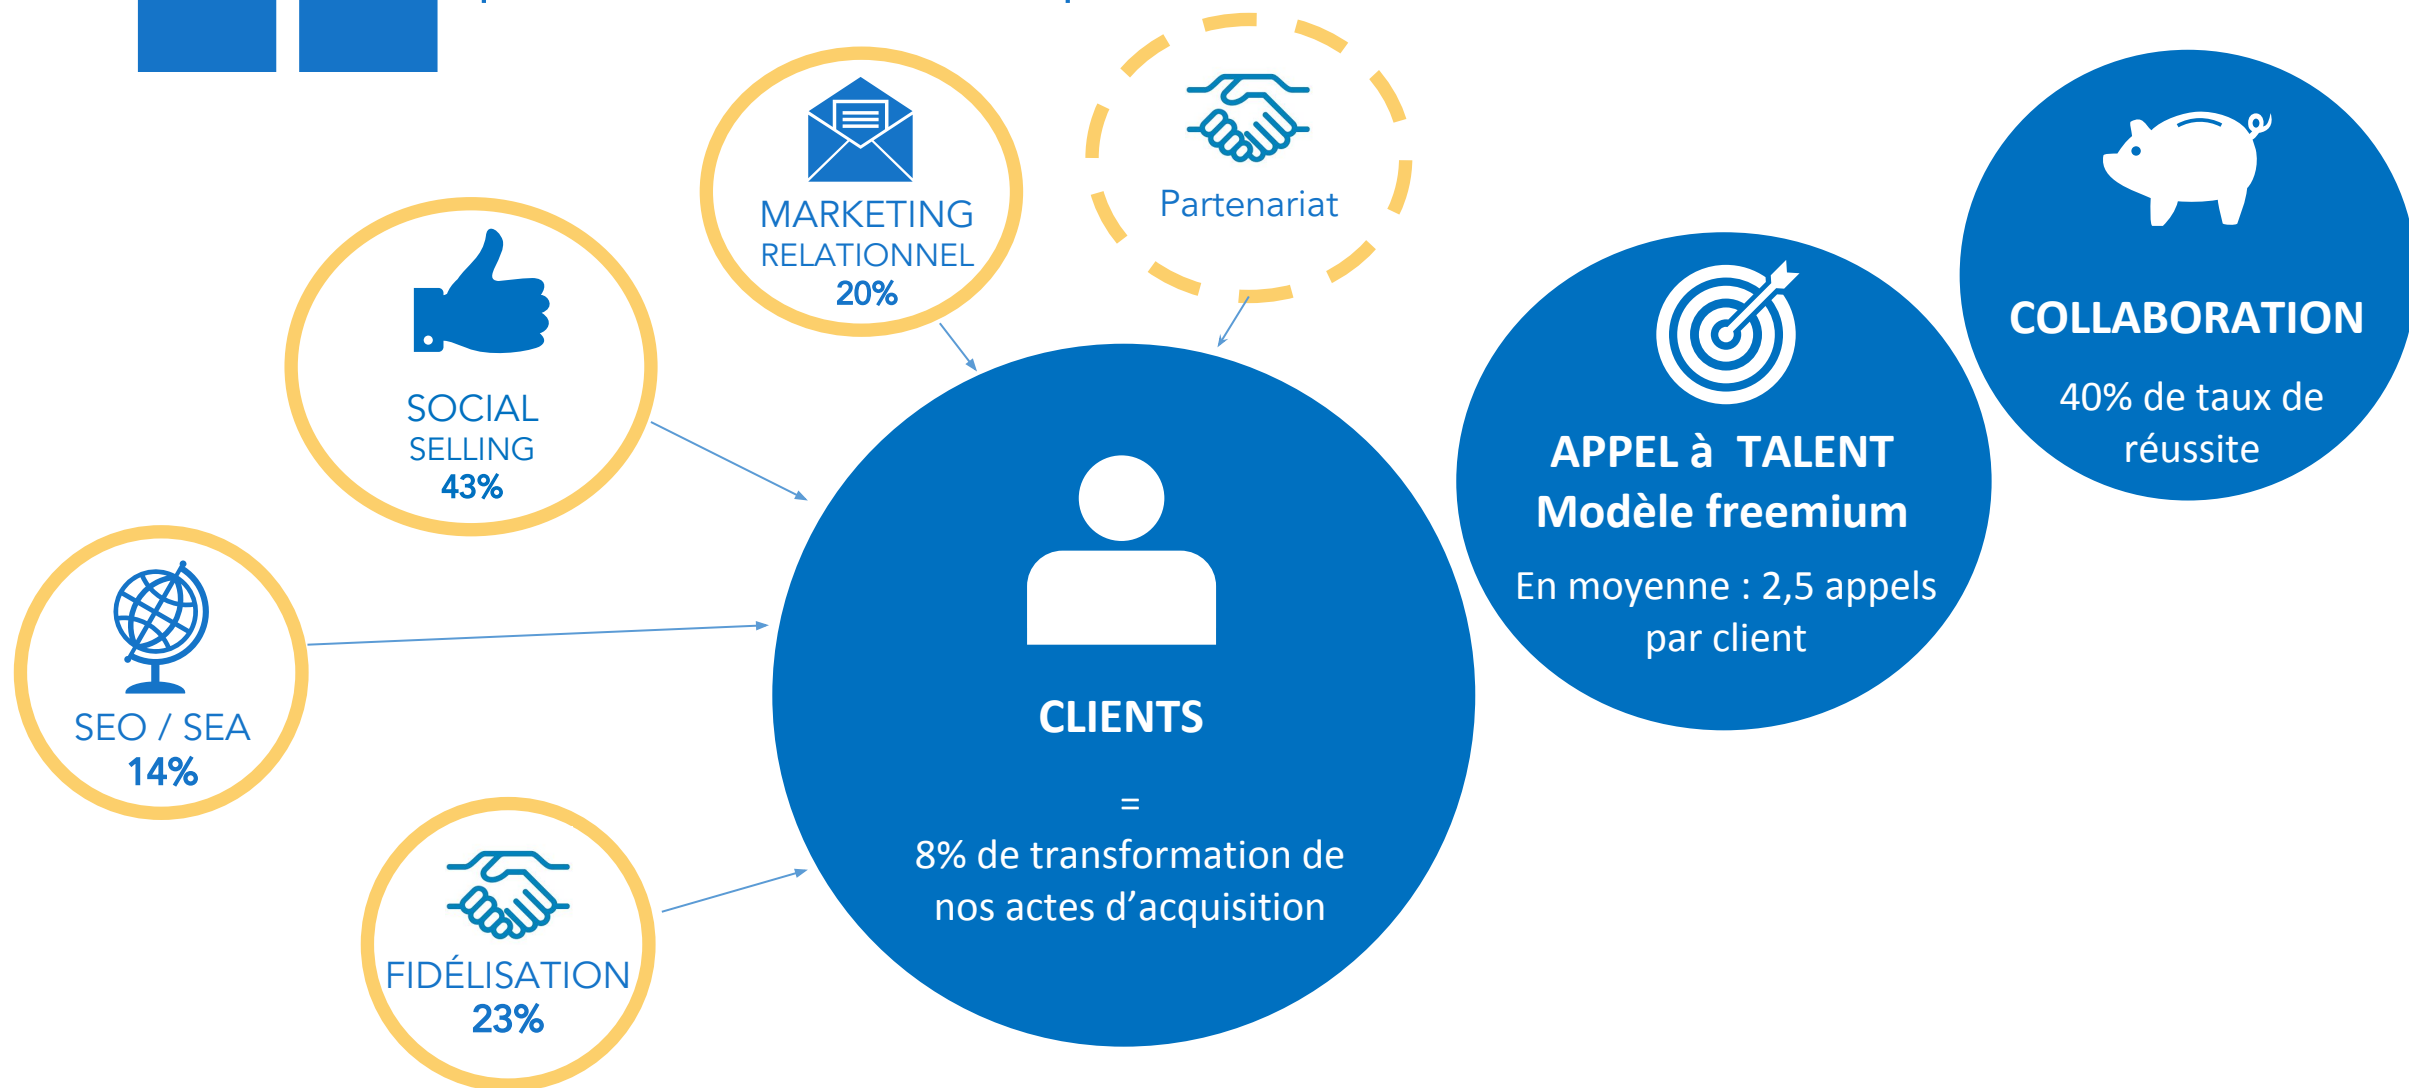 MARKETING
RELATIONNEL
20%
Partenariat
SOCIAL
SELLING
43%
SEO / SEA
14%
FIDÉLISATION
23%
CLIENTS
=
8% de transformation de
nos actes d’acquisition
APPEL à  TALENT
Modèle freemium
En moyenne : 2,5 appels
par client
COLLABORATION
40% de taux de
réussite